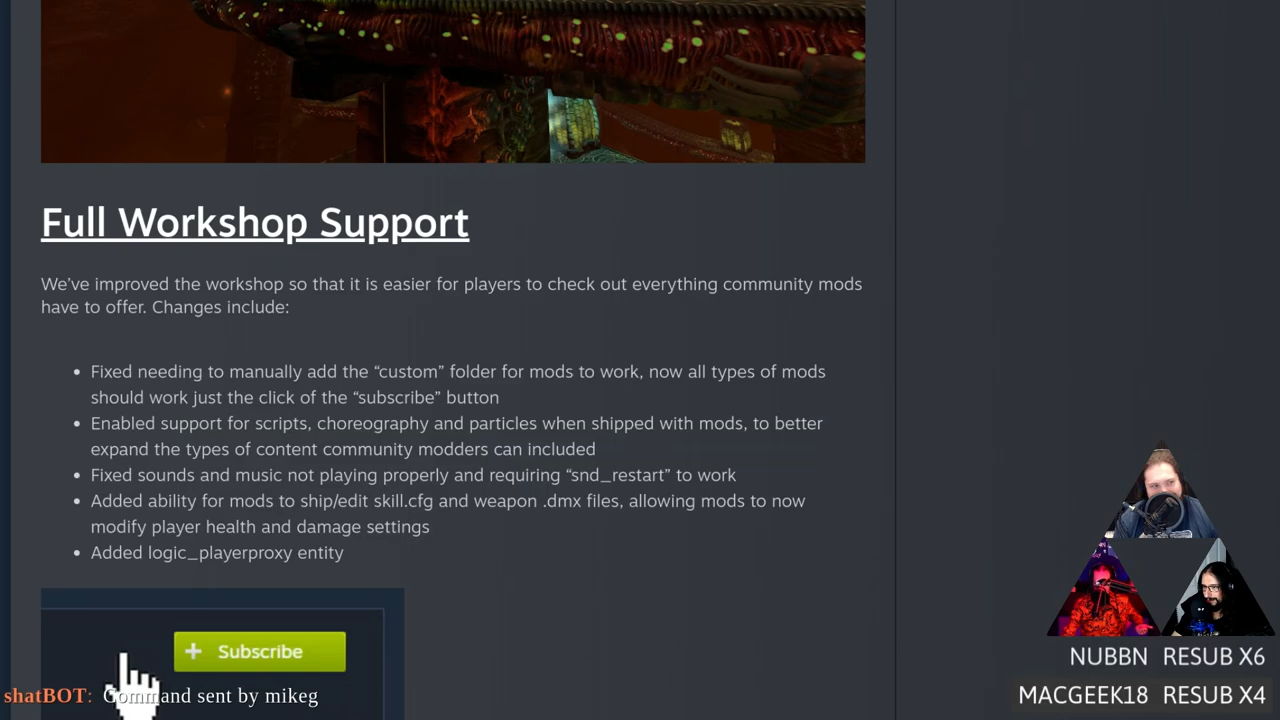 Full Workshop Support
We’ve improved the workshop so that it is easier for players to check out everything community mods
have to offer. Changes include:
• Fixed needing to manually add the “custom” folder for mods to work, now all types of mods
should work just the click of the “subscribe” button
• Enabled support for scripts, choreography and particles when shipped with mods, to better
expand the types of content community modders can included
• Fixed sounds and music not playing properly and requiring “snd_restart” to work
• Added ability for mods to ship/edit skill.cfg and weapon .dmx files, allowing mods to now
modify player health and damage settings
• Added logic_playerproxy entity
+ Subscribe
shatBOT: Command sent by mikeg
NUBBN RESUB X6
MACGEEK18 RESUB X4